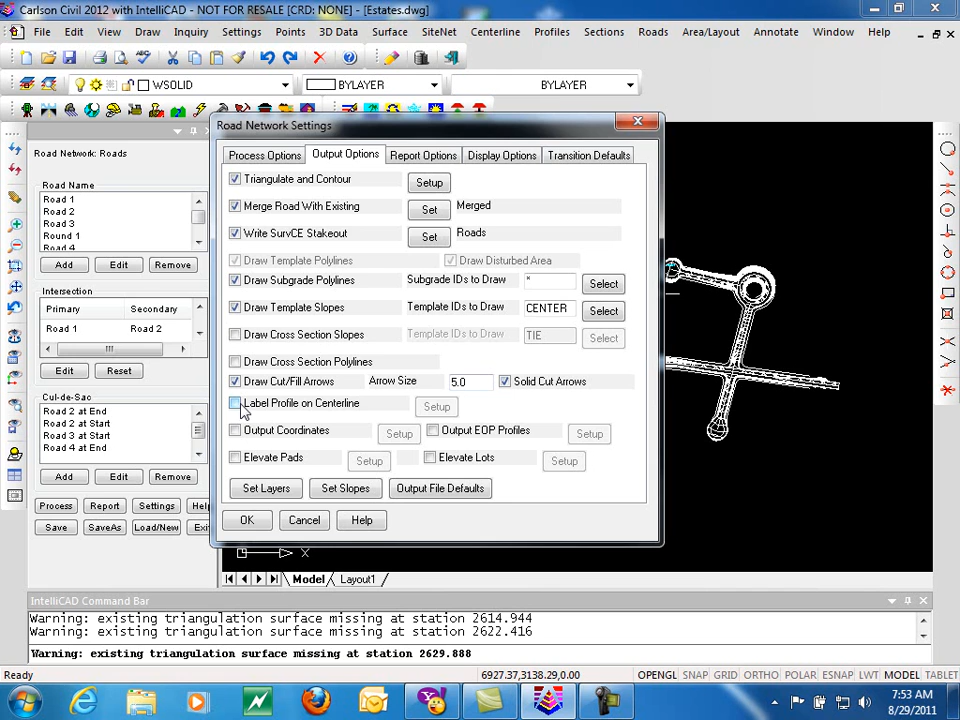 Carlson Civil 2012 with IntelliCAD - NOT FOR RESALE [CRD: NONE] - [Estates.dwg]
File Edit View Draw Inquiry Settings Points 3D Data Surface SiteNet Centerline Profiles Sections Roads Area/Layout Annotate Window Help
WSOLID BYLAYER BYLAYER
Road Network Settings
Road Network: Roads
Process Options Output Options Report Options Display Options Transition Defaults
Road Name
Road 1
Road 2
Road 3
Round 1
Road 4
Add Edit Remove
Intersection
Primary Secondary
Road 1 Road 2
Edit Reset
Cul-de-Sac
Road 2 at End
Road 2 at Start
Road 3 at End
Road 4 at End
Add Edit Remove
Process Report Settings Help
Save SaveAs Load/New Exit
Triangulate and Contour Setup
Merge Road With Existing Set Merged
Write SurvCE Stakeout Set Roads
Draw Template Polylines Draw Disturbed Area
Draw Subgrade Polylines Subgrade IDs to Draw * Select
Draw Template Slopes Template IDs to Draw CENTER Select
Draw Cross Section Slopes Template IDs to Draw TIE Select
Draw Cross Section Polylines
Draw Cut/Fill Arrows Arrow Size 5.0 Solid Cut Arrows
Label Profile on Centerline Setup
Output Coordinates Setup Output EOP Profiles Setup
Elevate Pads Setup Elevate Lots Setup
Set Layers Set Slopes Output File Defaults
OK Cancel Help
X
Model Layout1
IntelliCAD Command Bar
Warning: existing triangulation surface missing at station 2614.944
Warning: existing triangulation surface missing at station 2622.416
Warning: existing triangulation surface missing at station 2629.888
Ready 6927.37,3138.29,0.00 OPENGL SNAP GRID ORTHO POLAR ESNAP LWT MODEL TABLET
7:53 AM
8/29/2011